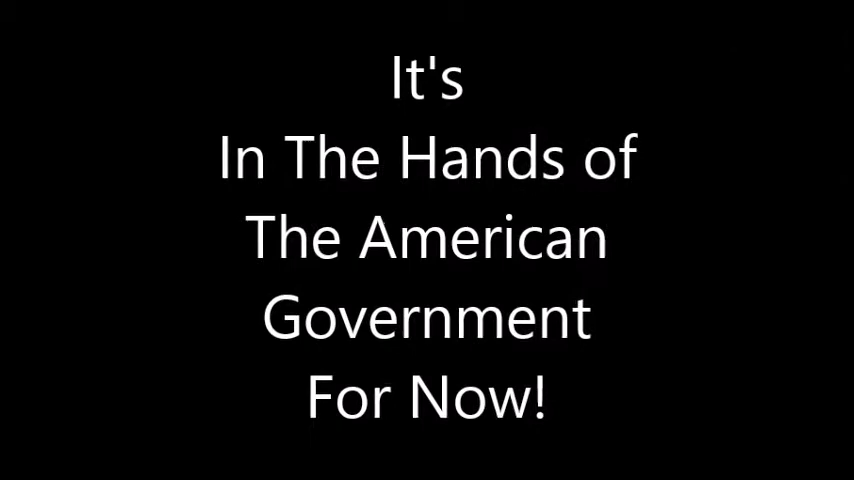 It's
In The Hands of
The American
Government
For Now!